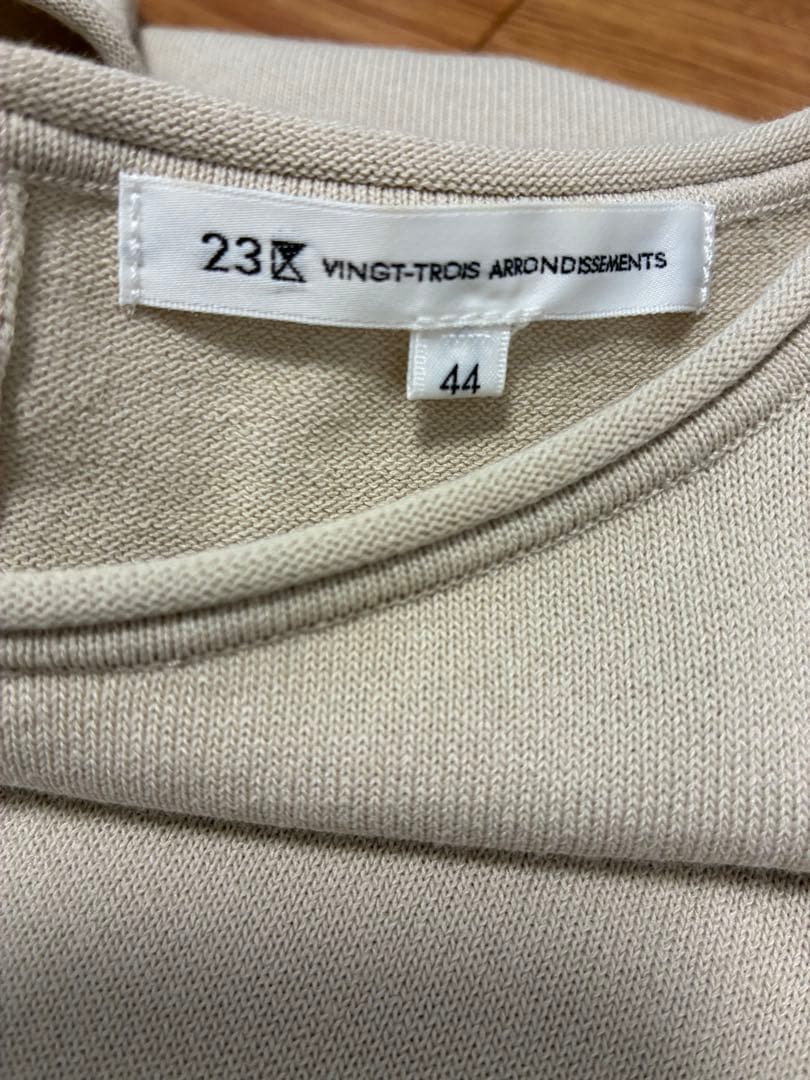 23区 VINGT-TROIS ARRONDISSEMENTS
44